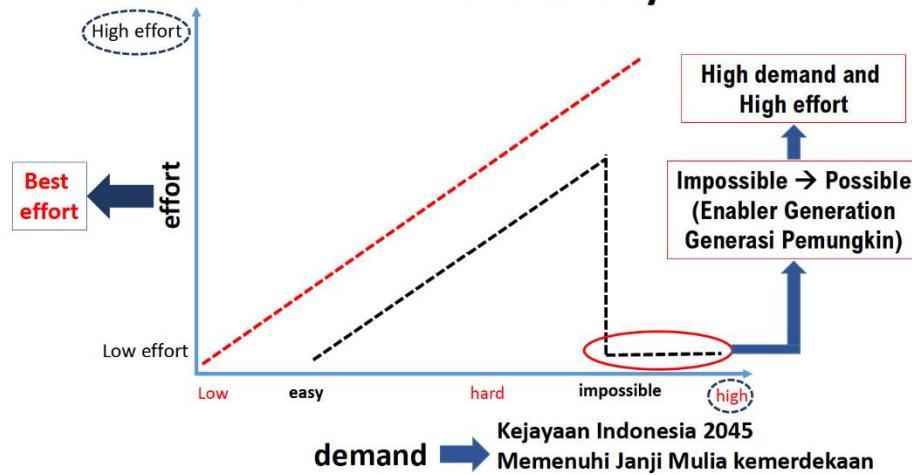 High effort
High demand and
High effort
Best
effort
effort
Impossible → Possible
(Enabler Generation
Generasi Pemungkin)
Low effort
Low
easy
hard
impossible
high
demand
Kejayaan Indonesia 2045
Memenuhi Janji Mulia kemerdekaan